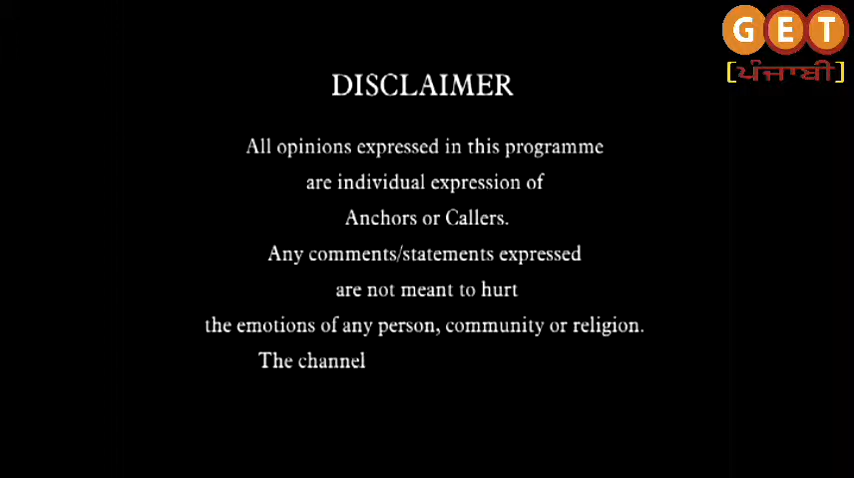 GET
[ਪੰਜਾਬੀ]
DISCLAIMER
All opinions expressed in this programme
are individual expression of
Anchors or Callers.
Any comments/statements expressed
are not meant to hurt
the emotions of any person, community or religion.
The channel